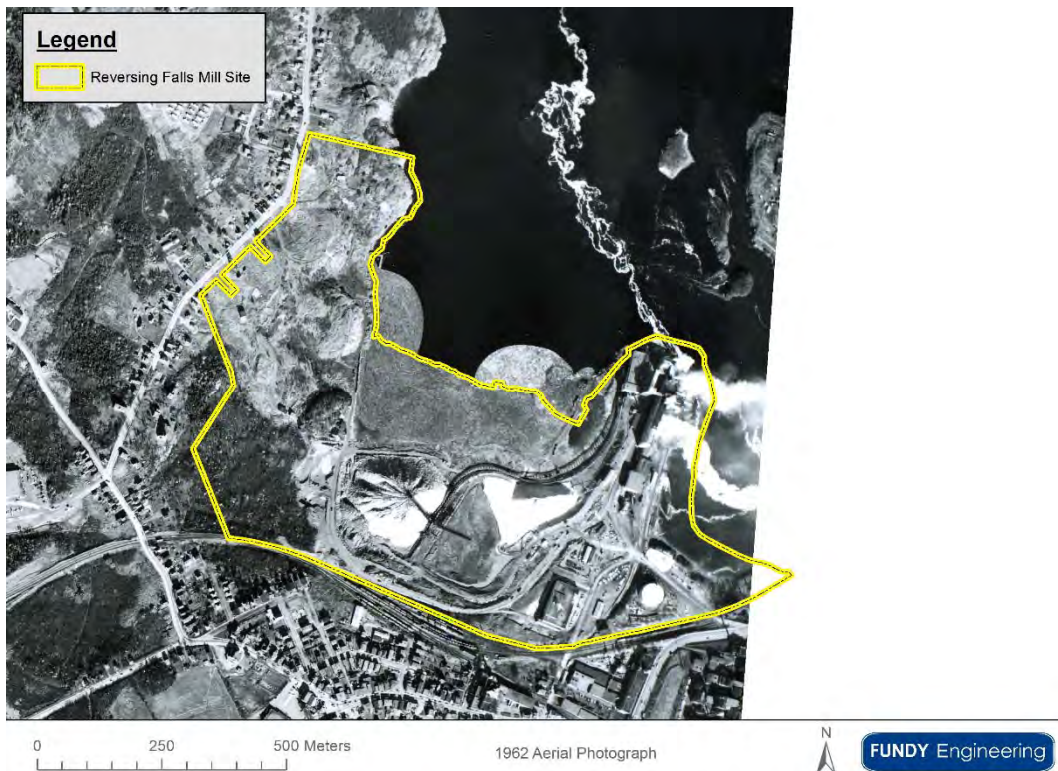 Legend
Reversing Falls Mill Site
0 250 500 Meters
1962 Aerial Photograph
N
FUNDY Engineering